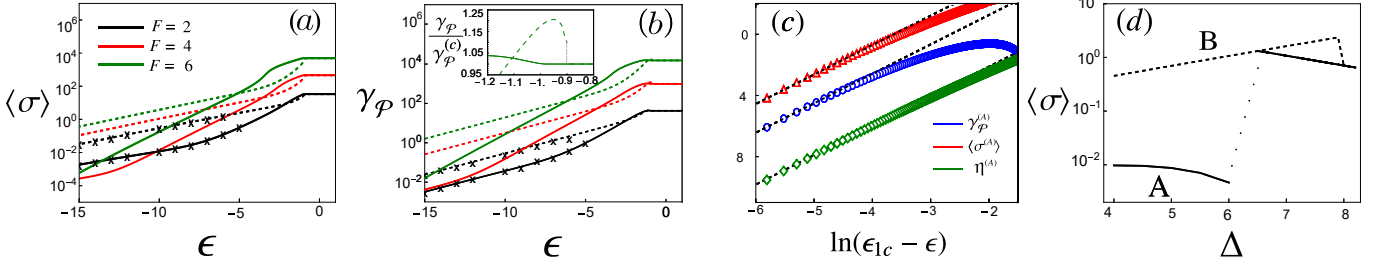 (a)
F = 2
F = 4
F = 6
⟨σ⟩
10^6
10^4
10^2
10^0
10^-2
10^-4
-15 -10 -5 0
ϵ
(b)
γ_𝒫
γ_𝒫 / γ_𝒫^(c)
1.25
1.15
1.05
0.95
-1.2 -1.1 -1. -0.9 -0.8
10^6
10^4
10^2
10^0
10^-2
-15 -10 -5 0
ϵ
(c)
0
4
8
γ_𝒫^(A)
⟨σ^(A)⟩
η^(A)
-6 -5 -4 -3 -2
ln(ϵ_1c − ϵ)
(d)
⟨σ⟩
10^1
10^0
10^-1
10^-2
B
A
4 5 6 7 8
Δ